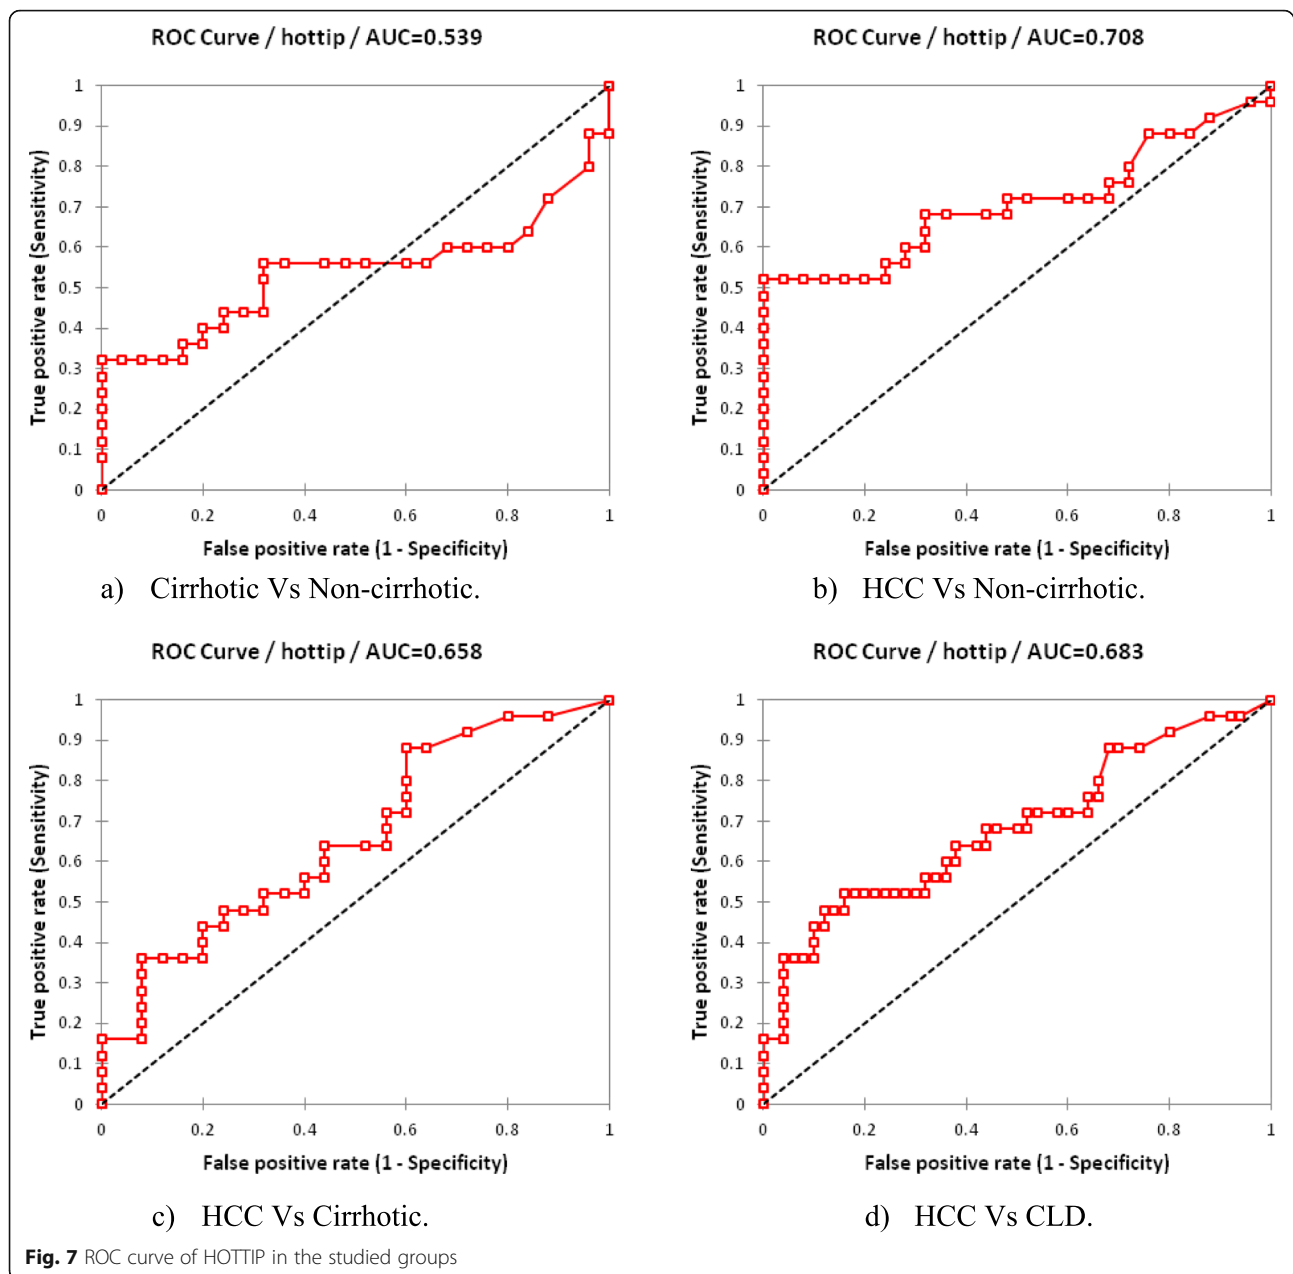 ROC Curve / hottip / AUC=0.539
True positive rate (Sensitivity)
1
0.9
0.8
0.7
0.6
0.5
0.4
0.3
0.2
0.1
0
0 0.2 0.4 0.6 0.8 1
False positive rate (1 - Specificity)
a) Cirrhotic Vs Non-cirrhotic.
ROC Curve / hottip / AUC=0.708
True positive rate (Sensitivity)
1
0.9
0.8
0.7
0.6
0.5
0.4
0.3
0.2
0.1
0
0 0.2 0.4 0.6 0.8 1
False positive rate (1 - Specificity)
b) HCC Vs Non-cirrhotic.
ROC Curve / hottip / AUC=0.658
True positive rate (Sensitivity)
1
0.9
0.8
0.7
0.6
0.5
0.4
0.3
0.2
0.1
0
0 0.2 0.4 0.6 0.8 1
False positive rate (1 - Specificity)
c) HCC Vs Cirrhotic.
ROC Curve / hottip / AUC=0.683
True positive rate (Sensitivity)
1
0.9
0.8
0.7
0.6
0.5
0.4
0.3
0.2
0.1
0
0 0.2 0.4 0.6 0.8 1
False positive rate (1 - Specificity)
d) HCC Vs CLD.
Fig. 7 ROC curve of HOTTIP in the studied groups